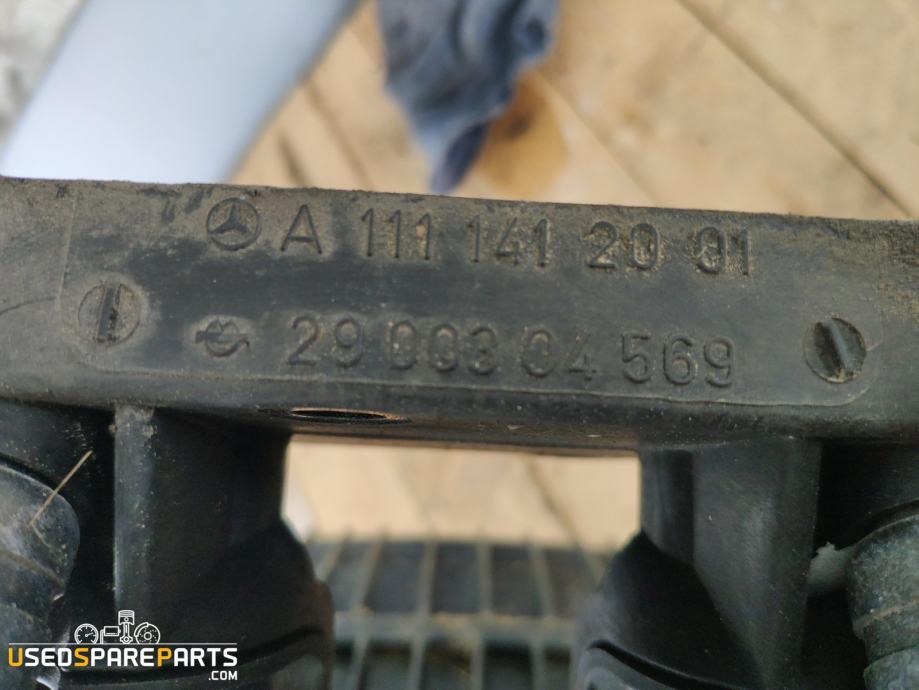 A 111 141 20 01
29 003 04 569
USEDSPAREPARTS
.COM